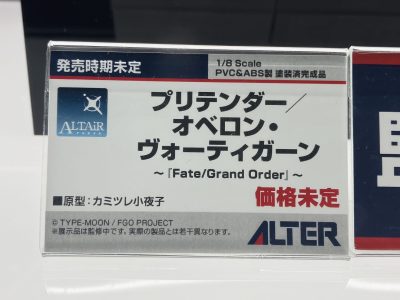 発売時期未定
1/8 Scale
PVC&ABS製 塗装済完成品
ALTAiR
プリテンダー／
オベロン・
ヴォーティガーン
～『Fate/Grand Order』～
■原型：カミツレ小夜子
価格未定
© TYPE-MOON / FGO PROJECT
※展示品は監修中です。実際の製品とは若干異なります。
ALTER